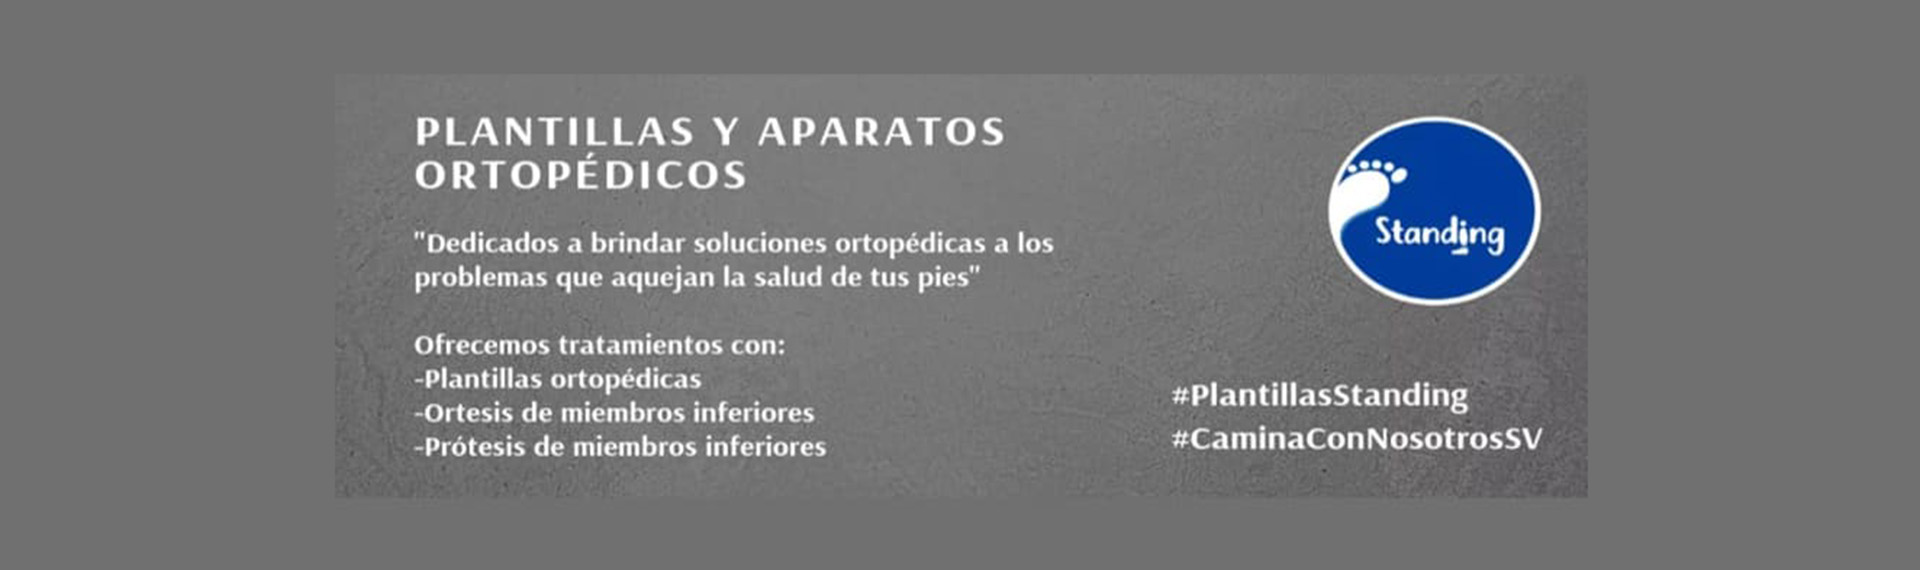 PLANTILLAS Y APARATOS
ORTOPÉDICOS
"Dedicados a brindar soluciones ortopédicas a los
problemas que aquejan la salud de tus pies"
Ofrecemos tratamientos con:
-Plantillas ortopédicas
-Ortesis de miembros inferiores
-Prótesis de miembros inferiores
Standing
#PlantillasStanding
#CaminaConNosotrosSV